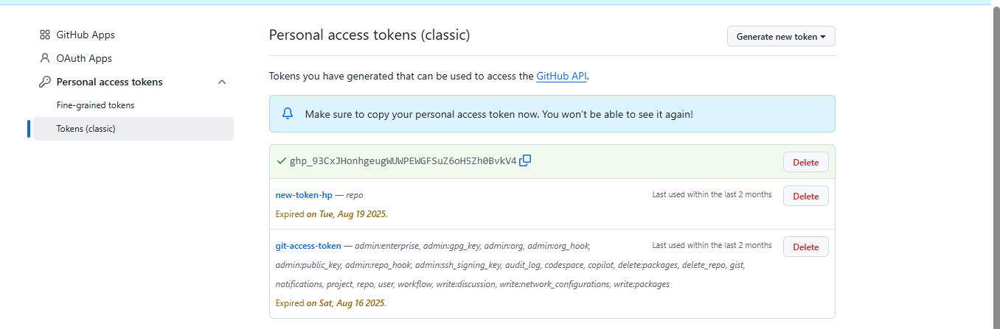 GitHub Apps
OAuth Apps
Personal access tokens
Fine-grained tokens
Tokens (classic)
Personal access tokens (classic)
Generate new token
Tokens you have generated that can be used to access the GitHub API.
Make sure to copy your personal access token now. You won't be able to see it again!
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
Delete
new-token-hp — repo
Last used within the last 2 months
Delete
Expired on Tue, Aug 19 2025.
git-access-token — admin:enterprise, admin:gpg_key, admin:org, admin:org_hook,
Last used within the last 2 months
Delete
admin:public_key, admin:repo_hook, admin:ssh_signing_key, audit_log, codespace, copilot, delete:packages, delete_repo, gist,
notifications, project, repo, user, workflow, write:discussion, write:network_configurations, write:packages
Expired on Sat, Aug 16 2025.